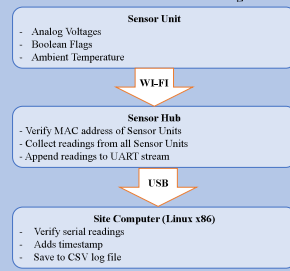 Sensor Unit
- Analog Voltages
- Boolean Flags
- Ambient Temperature
WI-FI
Sensor Hub
- Verify MAC address of Sensor Units
- Collect readings from all Sensor Units
- Append readings to UART stream
USB
Site Computer (Linux x86)
- Verify serial readings
- Adds timestamp
- Save to CSV log file